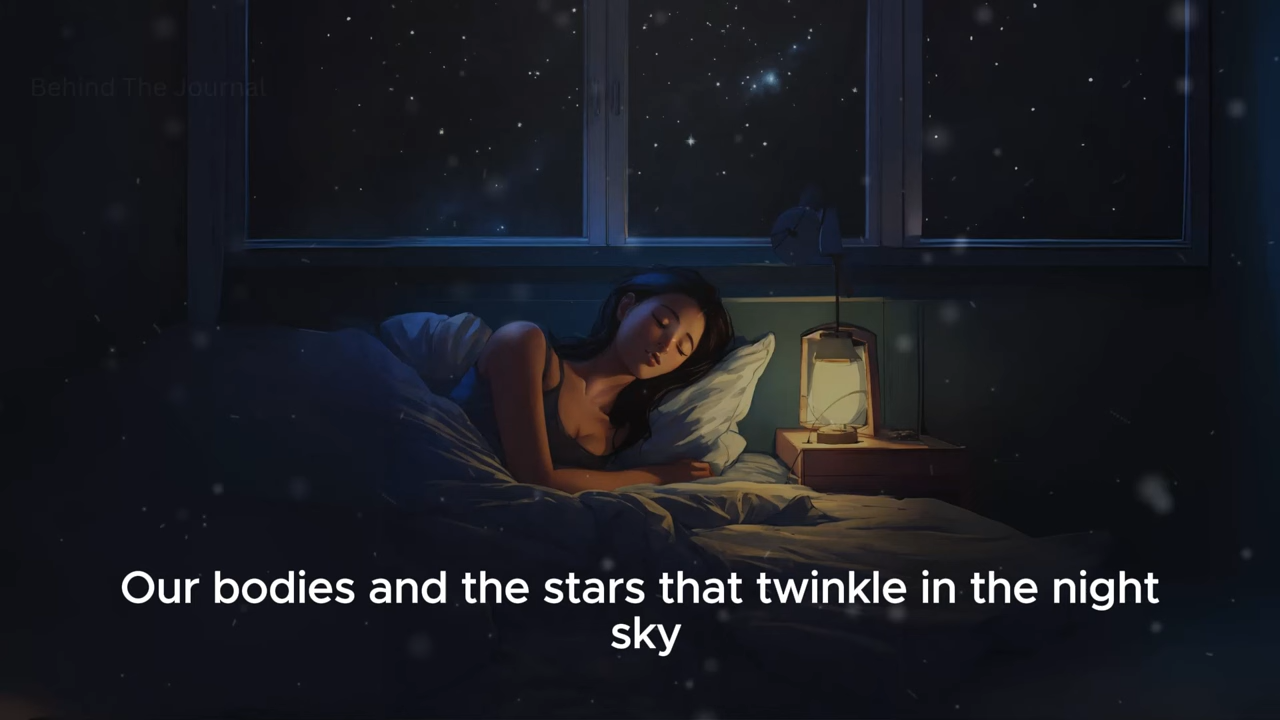 Behind The Journal
Our bodies and the stars that twinkle in the night
sky